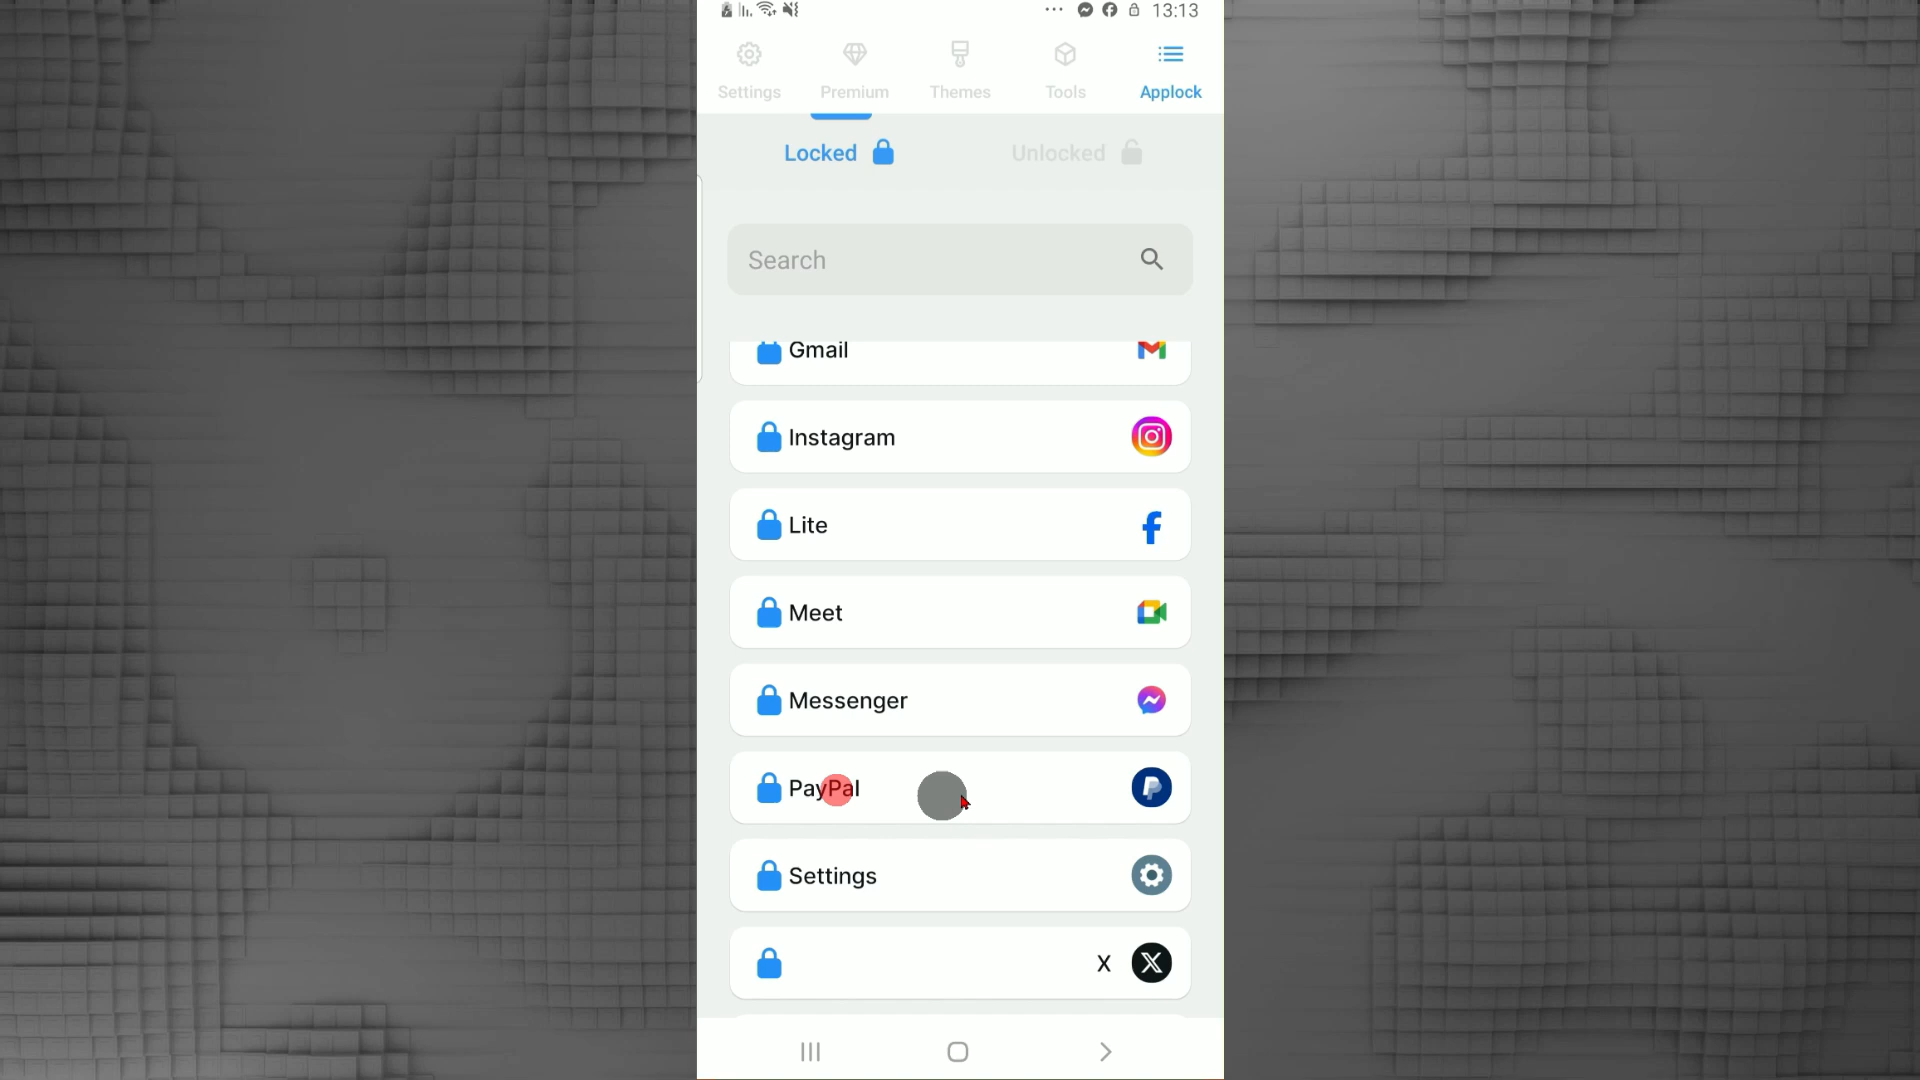 13:13
Settings
Premium
Themes
Tools
Applock
Locked
Unlocked
Search
Gmail
Instagram
Lite
Meet
Messenger
PayPal
Settings
X